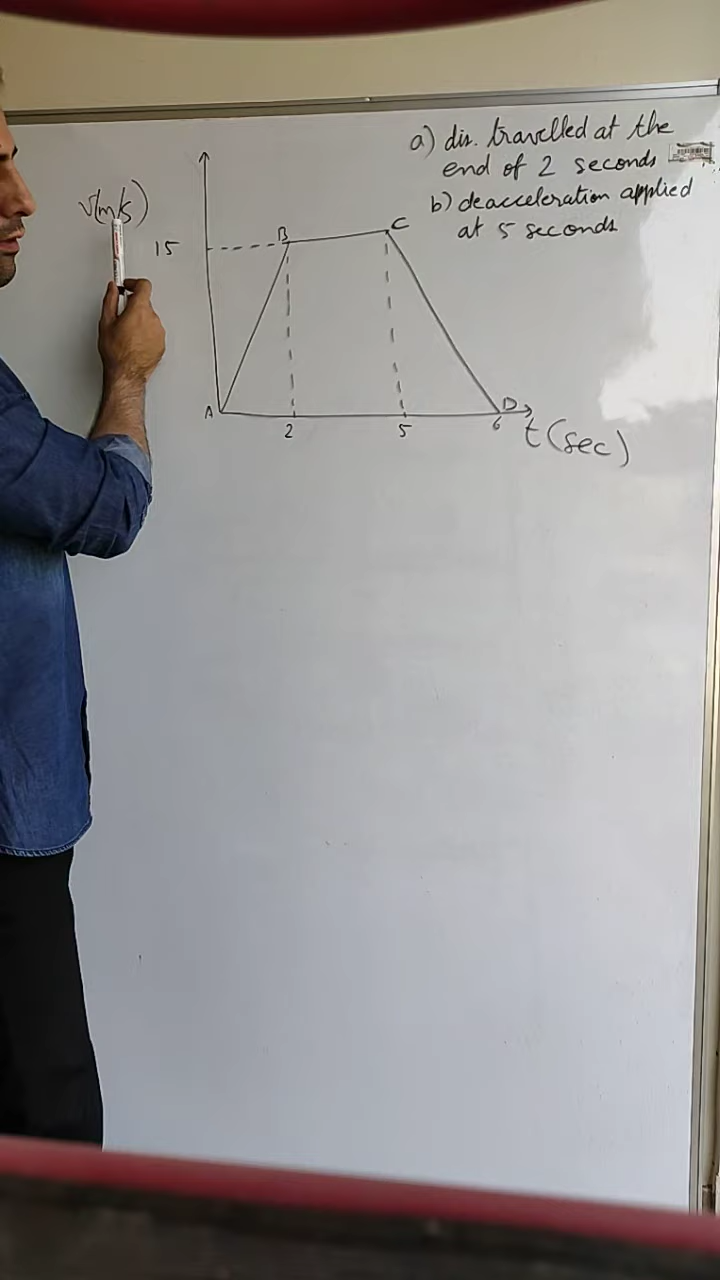 a) dis. travelled at the
end of 2 seconds
b) deacceleration applied
at 5 seconds
v(m/s)
15
B
C
A
D
2
5
6
t(sec)